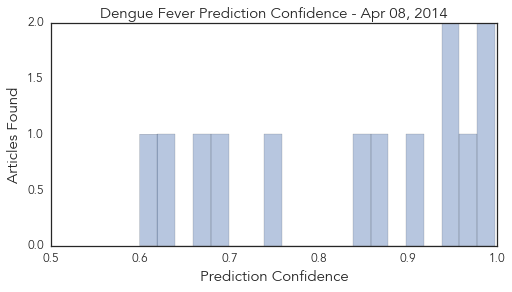 Dengue Fever Prediction Confidence - Apr 08, 2014
2.0
1.5
1.0
0.5
0.0
Articles Found
0.5 0.6 0.7 0.8 0.9 1.0
Prediction Confidence